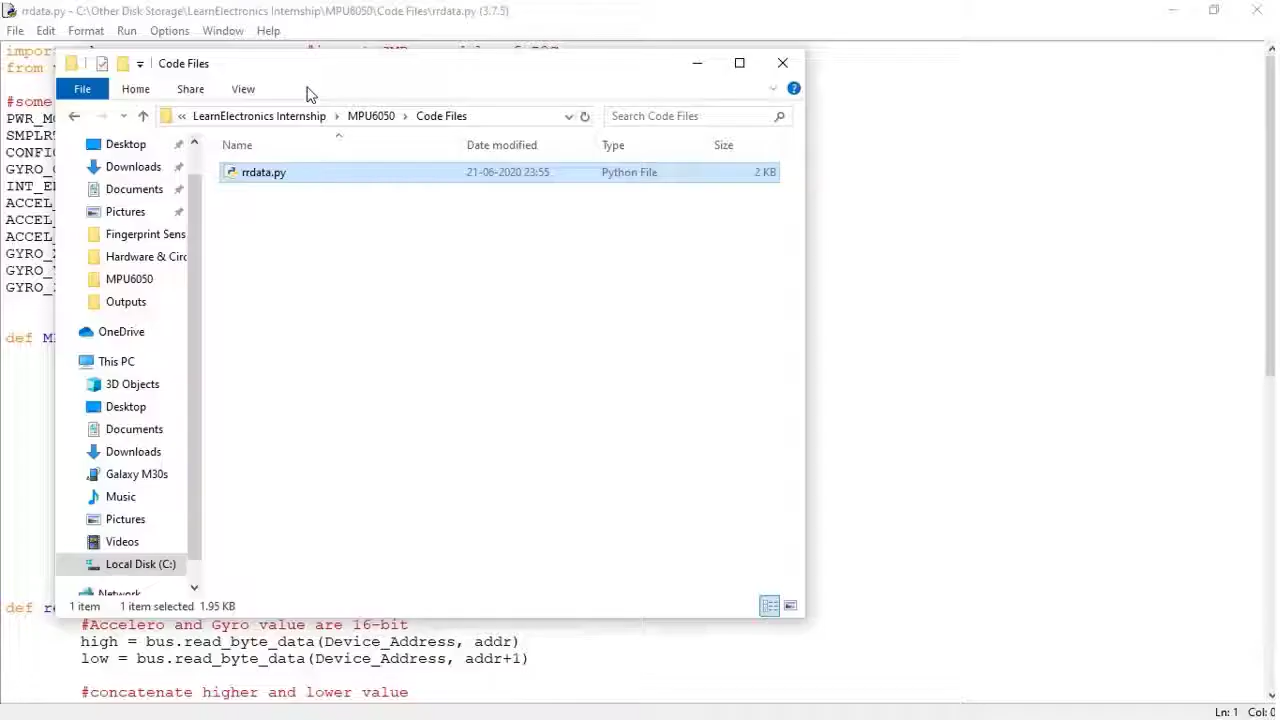 rrdata.py - C:\Other Disk Storage\LearnElectronics Internship\MPU6050\Code Files\rrdata.py (3.7.5)
File Edit Format Run Options Window Help
Code Files
File Home Share View
« LearnElectronics Internship > MPU6050 > Code Files
Search Code Files
Name Date modified Type Size
rrdata.py 21-06-2020 23:55 Python File 2 KB
Desktop
Downloads
Documents
Pictures
Fingerprint Sens
Hardware & Circ
MPU6050
Outputs
OneDrive
This PC
3D Objects
Desktop
Documents
Downloads
Galaxy M30s
Music
Pictures
Videos
Local Disk (C:)
Network
1 item 1 item selected 1.95 KB
impor
from
#some
PWR_M
SMPLR
CONFI
GYRO_
INT_E
ACCEL
ACCEL
ACCEL
GYRO_
GYRO_
GYRO_
def M
def r
#Accelero and Gyro value are 16-bit
high = bus.read_byte_data(Device_Address, addr)
low = bus.read_byte_data(Device_Address, addr+1)
#concatenate higher and lower value
Ln: 1 Col: 0